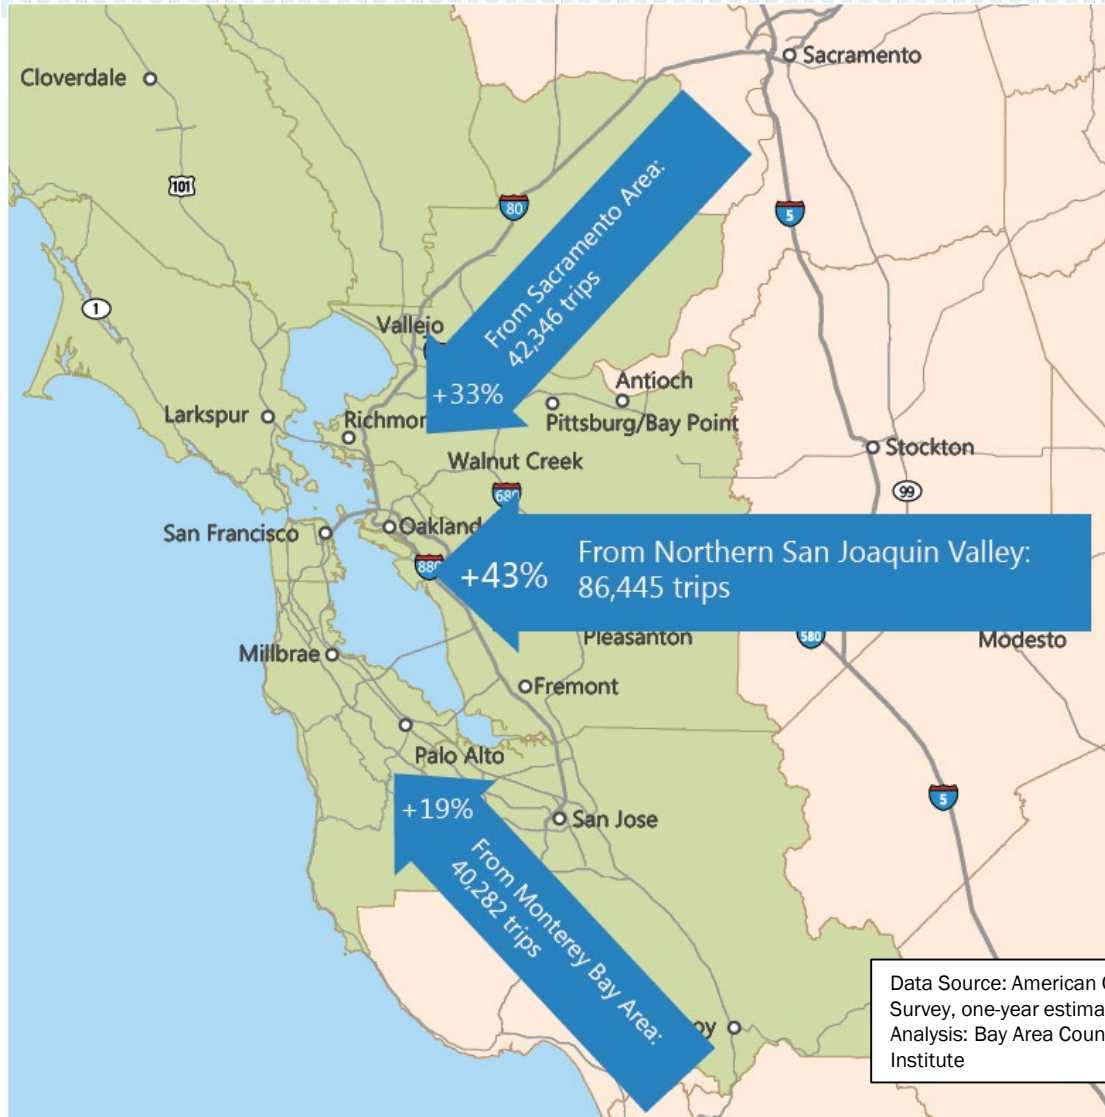 Cloverdale
Sacramento
101
80
5
1
From Sacramento Area:
42,346 trips
+33%
Vallejo
Antioch
Larkspur
Pittsburg/Bay Point
Walnut Creek
Stockton
680
99
San Francisco
Oakland
880
+43%
From Northern San Joaquin Valley:
86,445 trips
Pleasanton
580
Modesto
Millbrae
Fremont
Palo Alto
+19%
San Jose
5
From Monterey Bay Area:
40,282 trips
Data Source: American
Survey, one-year
Analysis: Bay Area
Institute